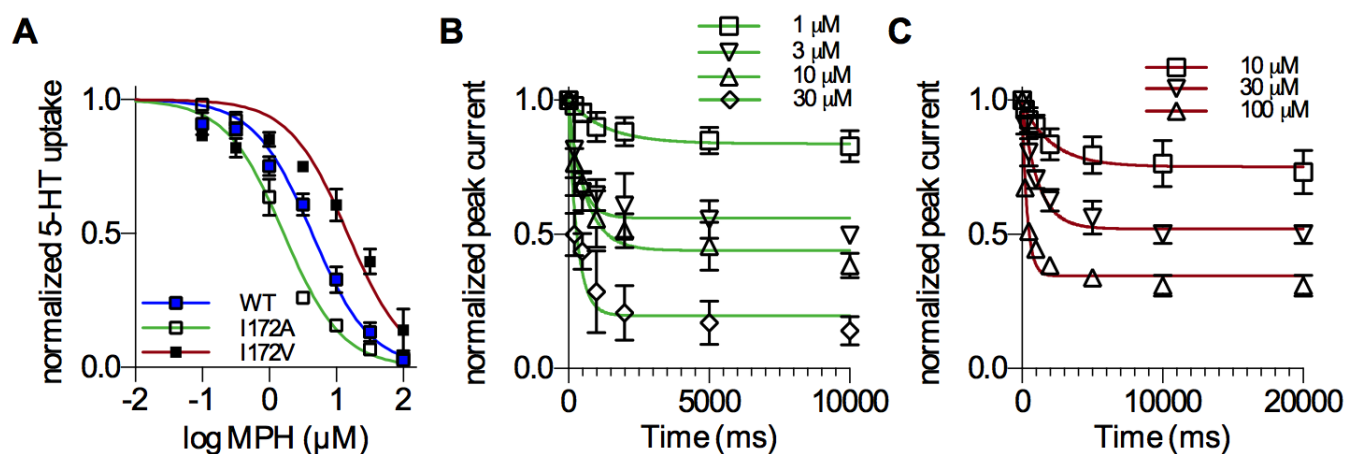 A
normalized 5-HT uptake
1.0
0.5
0.0
WT
I172A
I172V
-2
-1
0
1
2
log MPH (µM)
B
1 µM
3 µM
10 µM
30 µM
normalized peak current
1.0
0.5
0.0
0
5000
10000
Time (ms)
C
10 µM
30 µM
100 µM
normalized peak current
1.0
0.5
0.0
0
10000
20000
Time (ms)